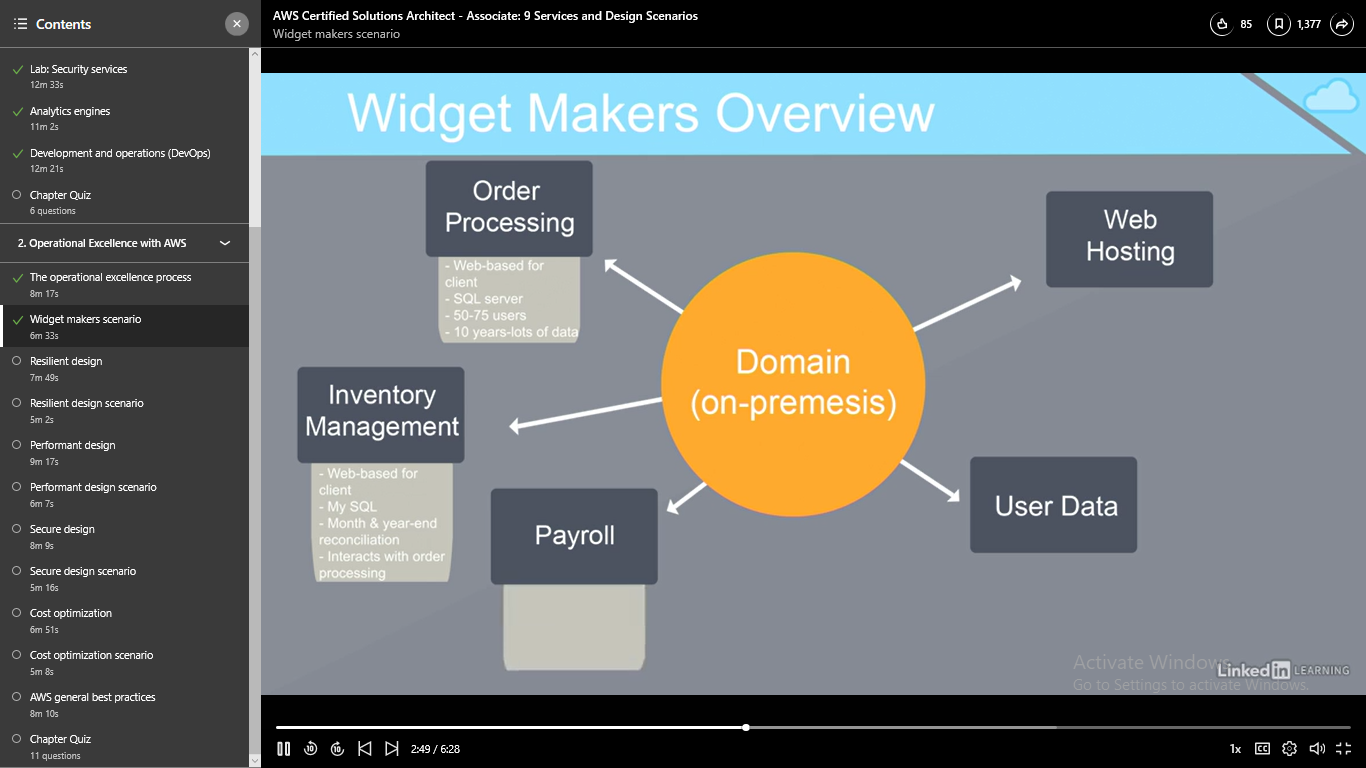 Contents
AWS Certified Solutions Architect - Associate: 9 Services and Design Scenarios
Widget makers scenario
85
1,377
Lab: Security services
12m 33s
Analytics engines
11m 2s
Development and operations (DevOps)
12m 21s
Chapter Quiz
6 questions
2. Operational Excellence with AWS
The operational excellence process
8m 17s
Widget makers scenario
6m 33s
Resilient design
7m 49s
Resilient design scenario
5m 2s
Performant design
9m 17s
Performant design scenario
6m 7s
Secure design
8m 9s
Secure design scenario
5m 16s
Cost optimization
6m 51s
Cost optimization scenario
5m 8s
AWS general best practices
8m 10s
Chapter Quiz
11 questions
Widget Makers Overview
Order
Processing
- Web-based for
client
- SQL server
- 50-75 users
- 10 years-lots of data
Web
Hosting
Domain
(on-premesis)
Inventory
Management
- Web-based for
client
- My SQL
- Month & year-end
reconciliation
- Interacts with order
processing
Payroll
User Data
Activate Windows
Go to Settings to activate Windows.
Linked in LEARNING
10
10
2:49 / 6:28
1x
CC